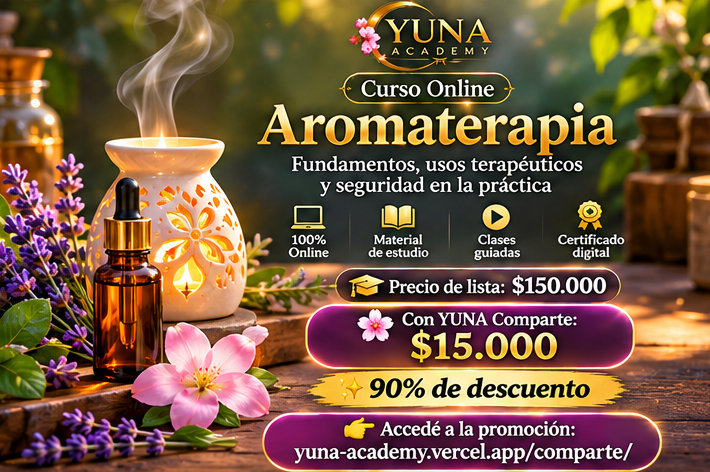 YUNA
ACADEMY
Curso Online
Aromaterapia
Fundamentos, usos terapéuticos
y seguridad en la práctica
100%
Online
Material
de estudio
Clases
guiadas
Certificado
digital
Precio de lista: $150.000
Con YUNA Comparte:
$15.000
90% de descuento
Accedé a la promoción:
yuna-academy.vercel.app/comparte/